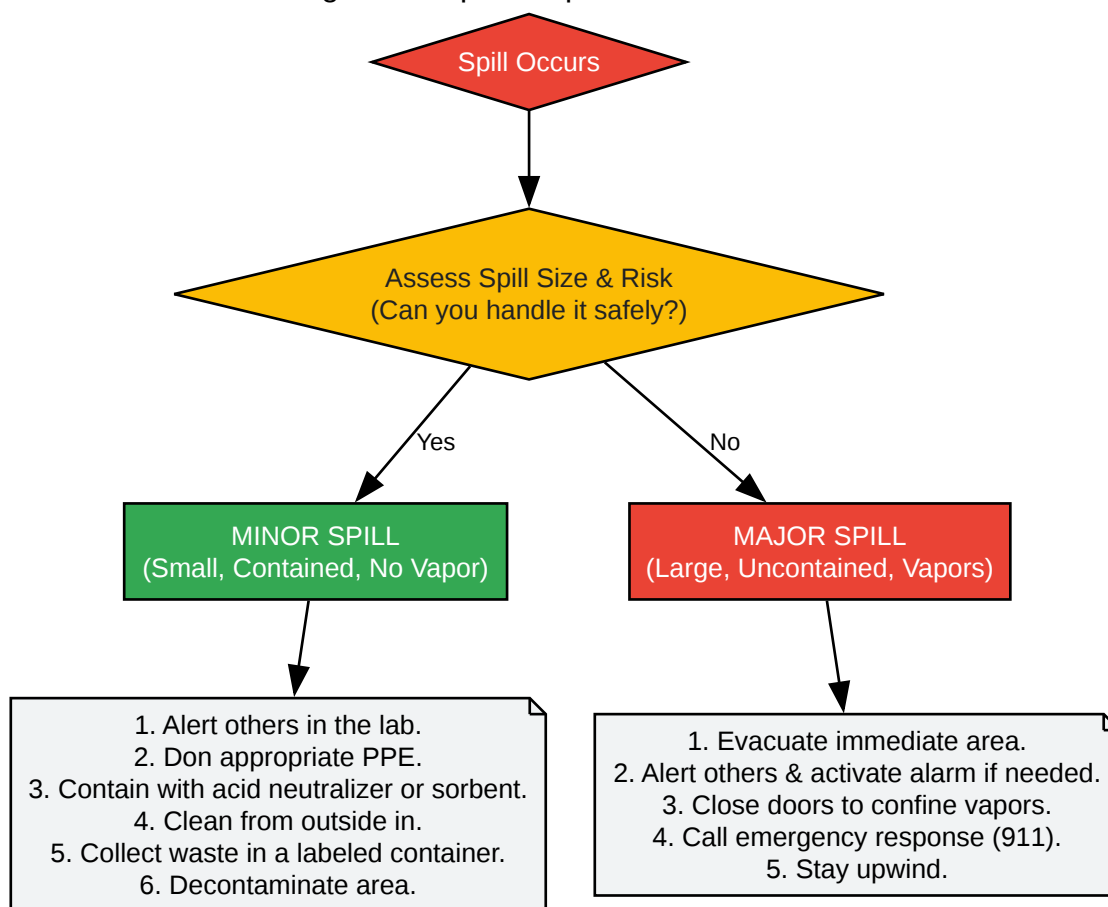 Spill Occurs
Assess Spill Size & Risk
(Can you handle it safely?)
Yes
No
MINOR SPILL
(Small, Contained, No Vapor)
MAJOR SPILL
(Large, Uncontained, Vapors)
1. Alert others in the lab.
2. Don appropriate PPE.
3. Contain with acid neutralizer or sorbent.
4. Clean from outside in.
5. Collect waste in a labeled container.
6. Decontaminate area.
1. Evacuate immediate area.
2. Alert others & activate alarm if needed.
3. Close doors to confine vapors.
4. Call emergency response (911).
5. Stay upwind.